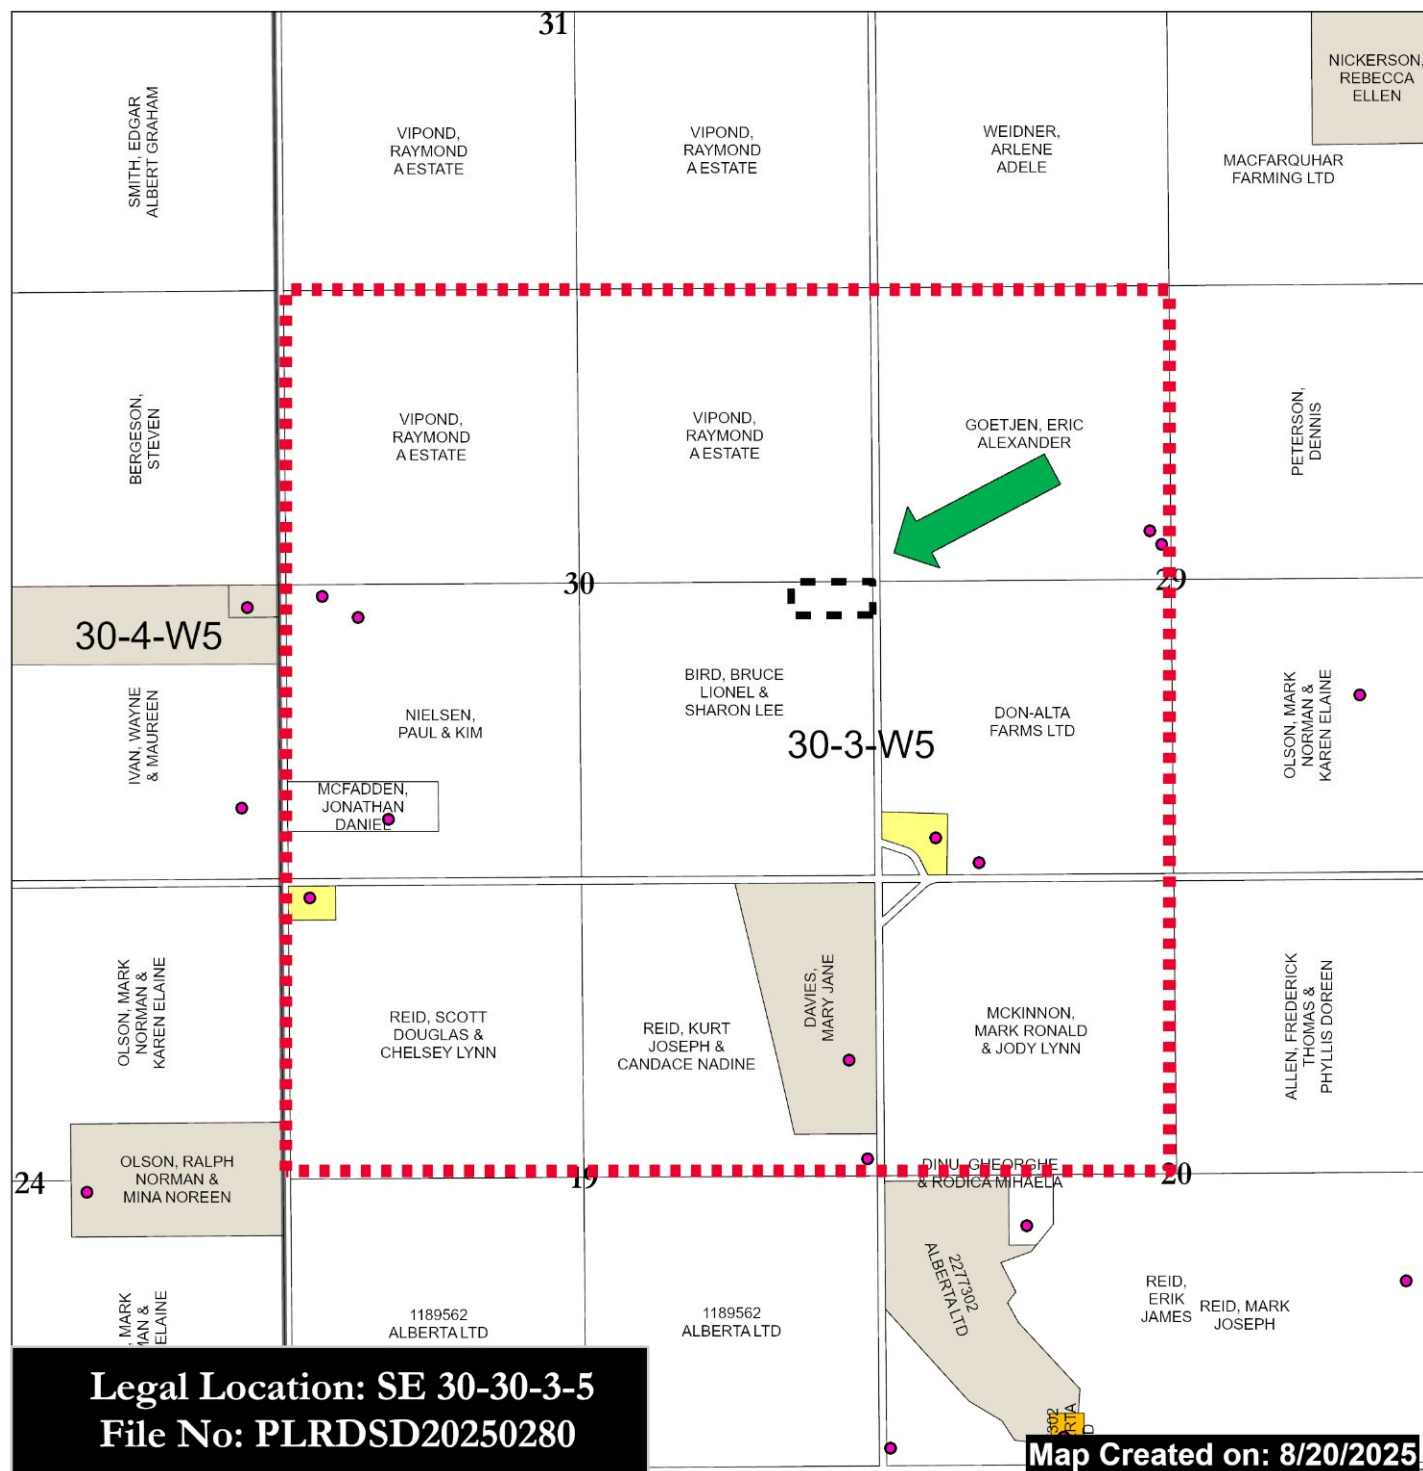 31
NICKERSON,
REBECCA
ELLEN
SMITH, EDGAR
ALBERT GRAHAM
VIPOND,
RAYMOND
A ESTATE
VIPOND,
RAYMOND
A ESTATE
WEIDNER,
ARLENE
ADELE
MACFARQUHAR
FARMING LTD
BERGESON,
STEVEN
VIPOND,
RAYMOND
A ESTATE
VIPOND,
RAYMOND
A ESTATE
GOETJEN, ERIC
ALEXANDER
PETERSON,
DENNIS
30
29
30-4-W5
IVAN, WAYNE
& MAUREEN
NIELSEN,
PAUL & KIM
BIRD, BRUCE
LIONEL &
SHARON LEE
30-3-W5
DON-ALTA
FARMS LTD
OLSON, MARK
NORMAN &
KAREN ELAINE
MCFADDEN,
JONATHAN
DANIEL
OLSON, MARK
NORMAN &
KAREN ELAINE
REID, SCOTT
DOUGLAS &
CHELSEY LYNN
REID, KURT
JOSEPH &
CANDACE NADINE
DAVIES,
MARY JANE
MCKINNON,
MARK RONALD
& JODY LYNN
ALLEN, FREDERICK
THOMAS &
PHYLLIS DOREEN
24
OLSON, RALPH
NORMAN &
MINA NOREEN
19
DINU, GHEORGHE
& RODICA MIHAELA
20
2277302
ALBERTA LTD
REID,
ERIK
JAMES
REID, MARK
JOSEPH
, MARK
MAN &
ELAINE
1189562
ALBERTA LTD
1189562
ALBERTA LTD
302
RTA
D
Legal Location: SE 30-30-3-5
File No: PLRDSD20250280
Map Created on: 8/20/2025